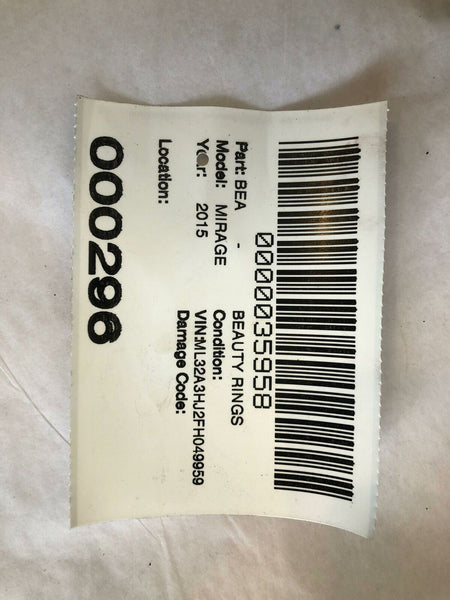 0000035958
Part: BEA - BEAUTY RINGS
Model: MIRAGE Condition:
Year: 2015 VIN:ML32A3HJ2FH049959
Damage Code:
Location:
000296